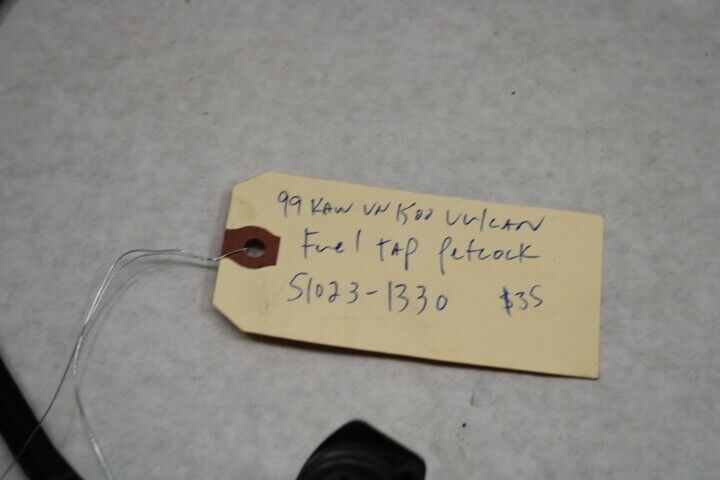 99 KAW VN 1500 VULCAN
Fuel TAP Petcock
51023-1330 $35